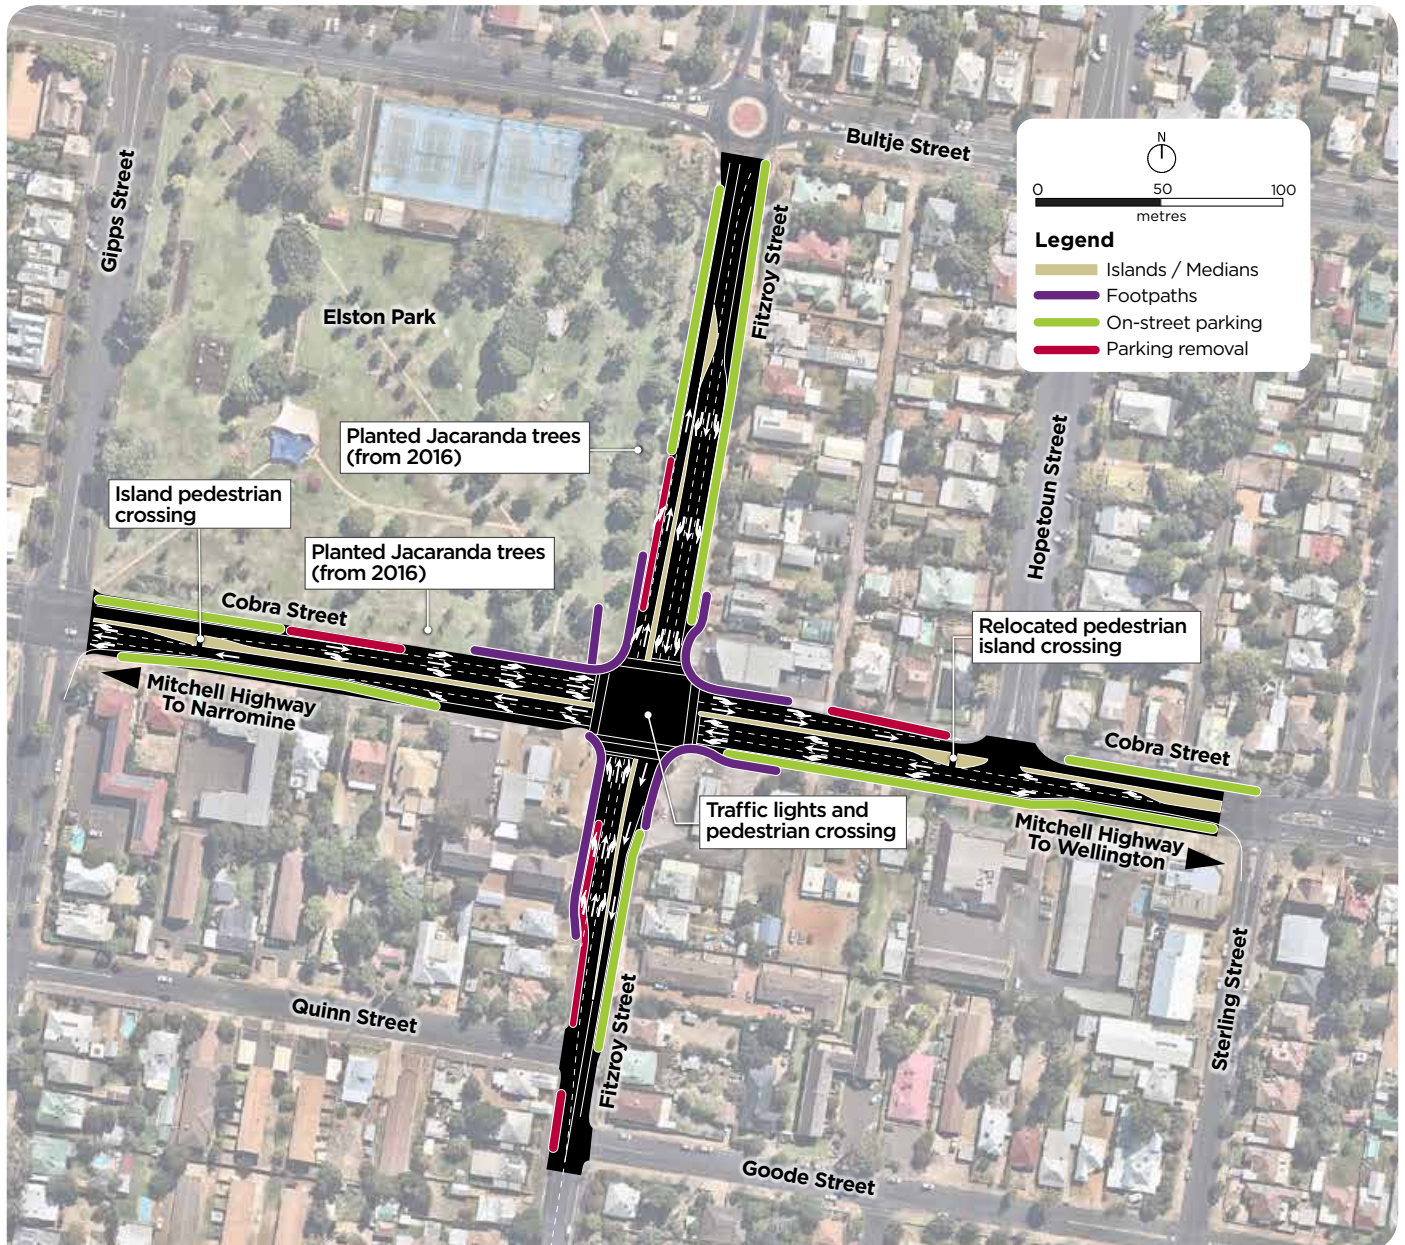 Bultje Street
Gipps Street
Fitzroy Street
N
0 50 100
metres
Legend
Islands / Medians
Footpaths
On-street parking
Parking removal
Elston Park
Planted Jacaranda trees
(from 2016)
Hopetoun Street
Island pedestrian
crossing
Planted Jacaranda trees
(from 2016)
Cobra Street
Relocated pedestrian
island crossing
Mitchell Highway
To Narromine
Cobra Street
Traffic lights and
pedestrian crossing
Mitchell Highway
To Wellington
Sterling Street
Quinn Street
Fitzroy Street
Goode Street